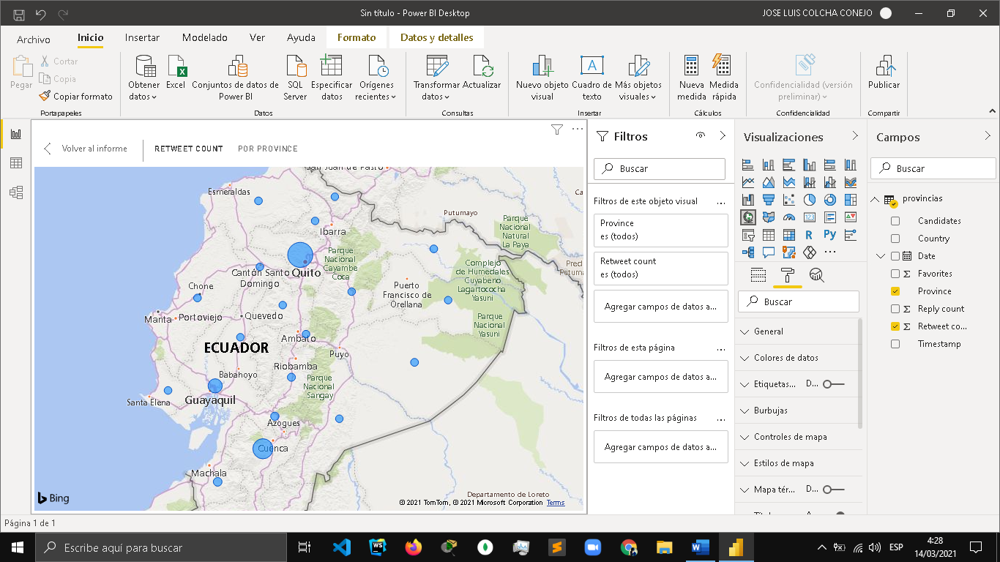 Sin título - Power BI Desktop
JOSE LUIS COLCHA CONEJO
Archivo
Inicio
Insertar
Modelado
Ver
Ayuda
Formato
Datos y detalles
Pegar
Cortar
Copia
Copiar formato
Portapapeles
Obtener
datos
Excel
Conjuntos de datos de
Power BI
SQL
Server
Especificar
datos
Orígenes
recientes
Datos
Transformar
datos
Actualizar
Consultas
Nuevo objeto
visual
Cuadro de
texto
Más objetos
visuales
Insertar
Nueva
medida
Medida
rápida
Cálculos
Confidencialidad (versión
preliminar)
Confidencialidad
Publicar
Compartir
Volver al informe
RETWEET COUNT
POR PROVINCE
San Juan de Pasto
Esmeraldas
Putumayo
Ibarra
Parque
Nacional
Natural
La Paya
Parque
Nacional
Cayambe
Coca
Quito
Cantón Santo
Domingo
Complejo
de Humedales
Cuyabeno
Lagartococha
Yasuni
Chone
Puerto
Francisco de
Orellana
Manta
Portoviejo
Quevedo
Parque
Nacional
Yasuni
Ambato
ECUADOR
Puyo
Riobamba
Babahoyo
Parque
Nacional
Sangay
Guayaquil
Santa Elena
Azogues
Cuenca
Machala
Departamento de Loreto
Bing
© 2021 TomTom, © 2021 Microsoft Corporation Terms
Filtros
Buscar
Filtros de este objeto visual
...
Province
es (todos)
Retweet count
es (todos)
Agregar campos de datos a...
Filtros de esta página
...
Agregar campos de datos a...
Filtros de todas las páginas
...
Agregar campos de datos a...
Visualizaciones
123
R
Py
Buscar
General
Colores de datos
Etiquetas... D...
Burbujas
Controles de mapa
Estilos de mapa
Mapa tér... D...
Campos
Buscar
provincias
Candidates
Country
Date
Favorites
Province
Reply count
Retweet co...
Timestamp
Página 1 de 1
Escribe aquí para buscar
ESP
4:28
14/03/2021